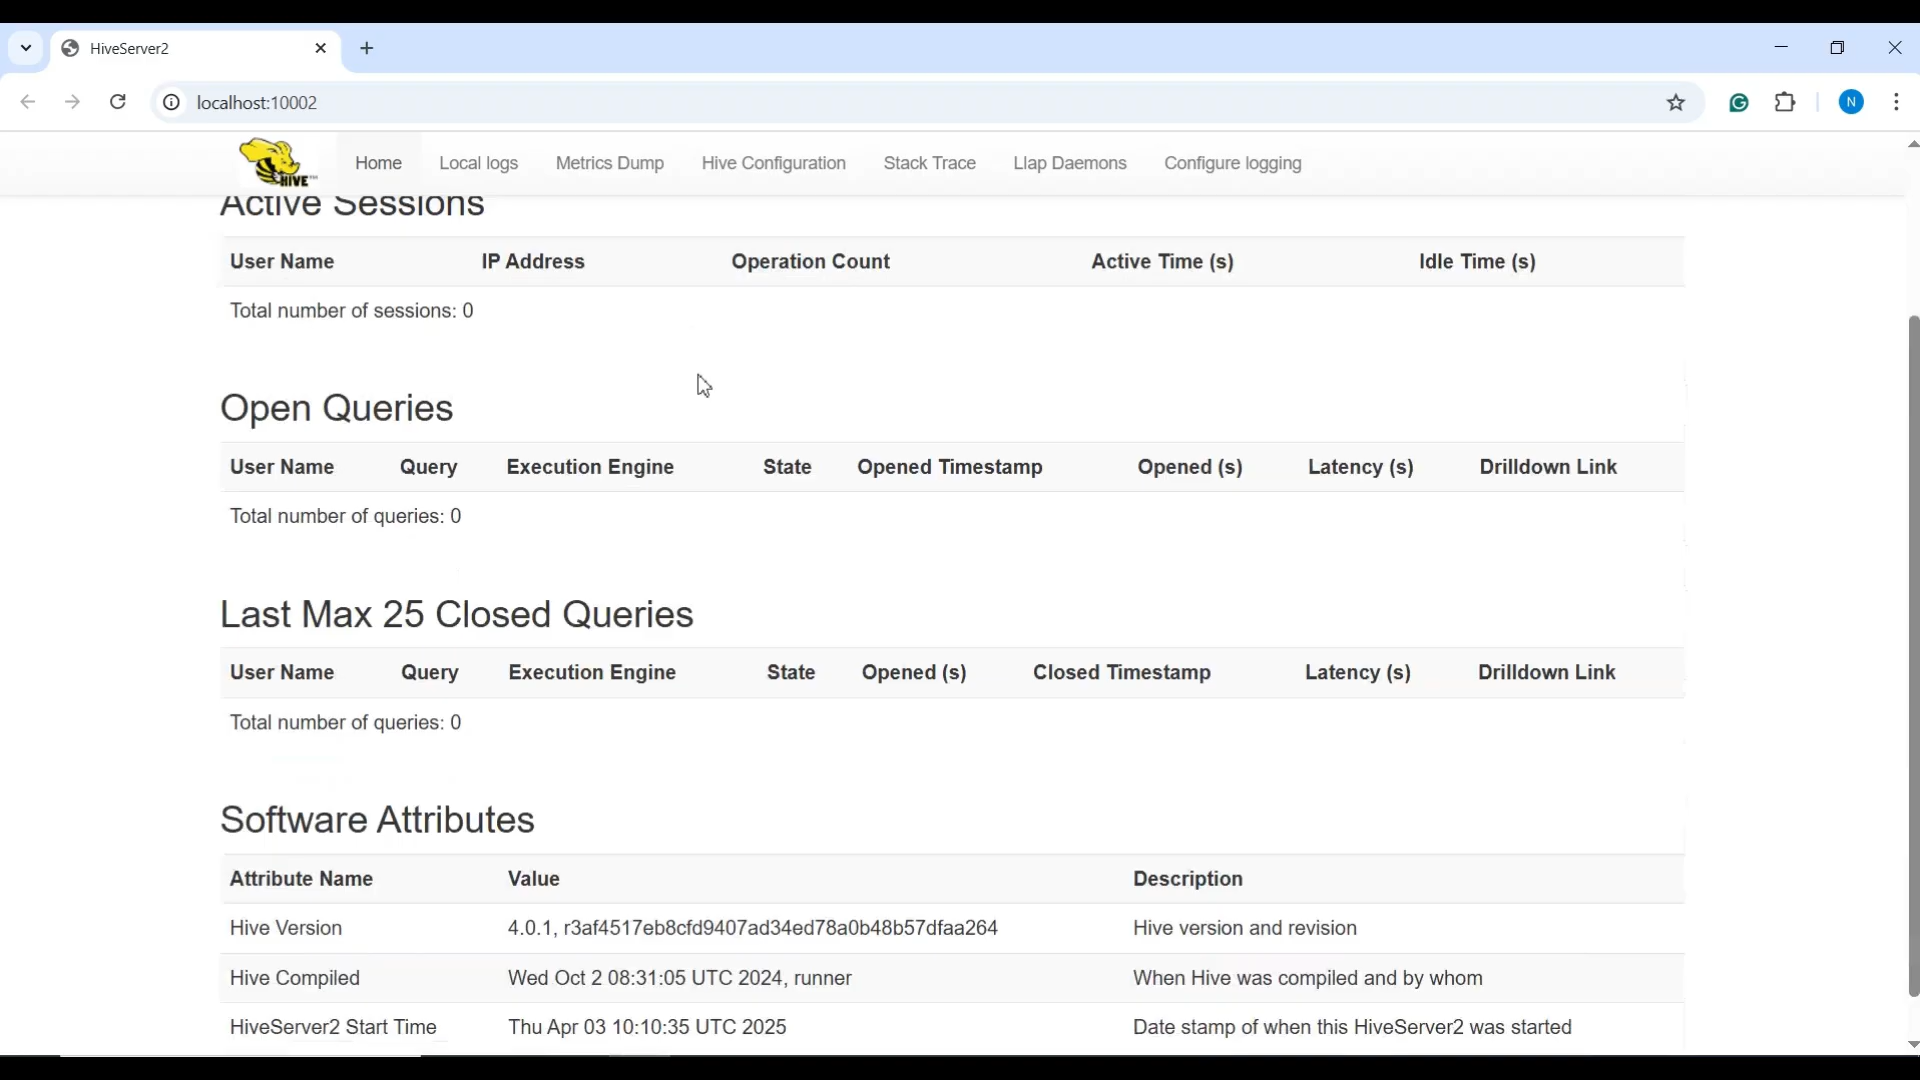 HiveServer2
localhost:10002
N
HIVE™
Home Local logs Metrics Dump Hive Configuration Stack Trace Llap Daemons Configure logging
Active Sessions
User Name IP Address Operation Count Active Time (s) Idle Time (s)
Total number of sessions: 0
Open Queries
User Name Query Execution Engine State Opened Timestamp Opened (s) Latency (s) Drilldown Link
Total number of queries: 0
Last Max 25 Closed Queries
User Name Query Execution Engine State Opened (s) Closed Timestamp Latency (s) Drilldown Link
Total number of queries: 0
Software Attributes
Attribute Name Value Description
Hive Version 4.0.1, r3af4517eb8cfd9407ad34ed78a0b48b57dfaa264 Hive version and revision
Hive Compiled Wed Oct 2 08:31:05 UTC 2024, runner When Hive was compiled and by whom
HiveServer2 Start Time Thu Apr 03 10:10:35 UTC 2025 Date stamp of when this HiveServer2 was started